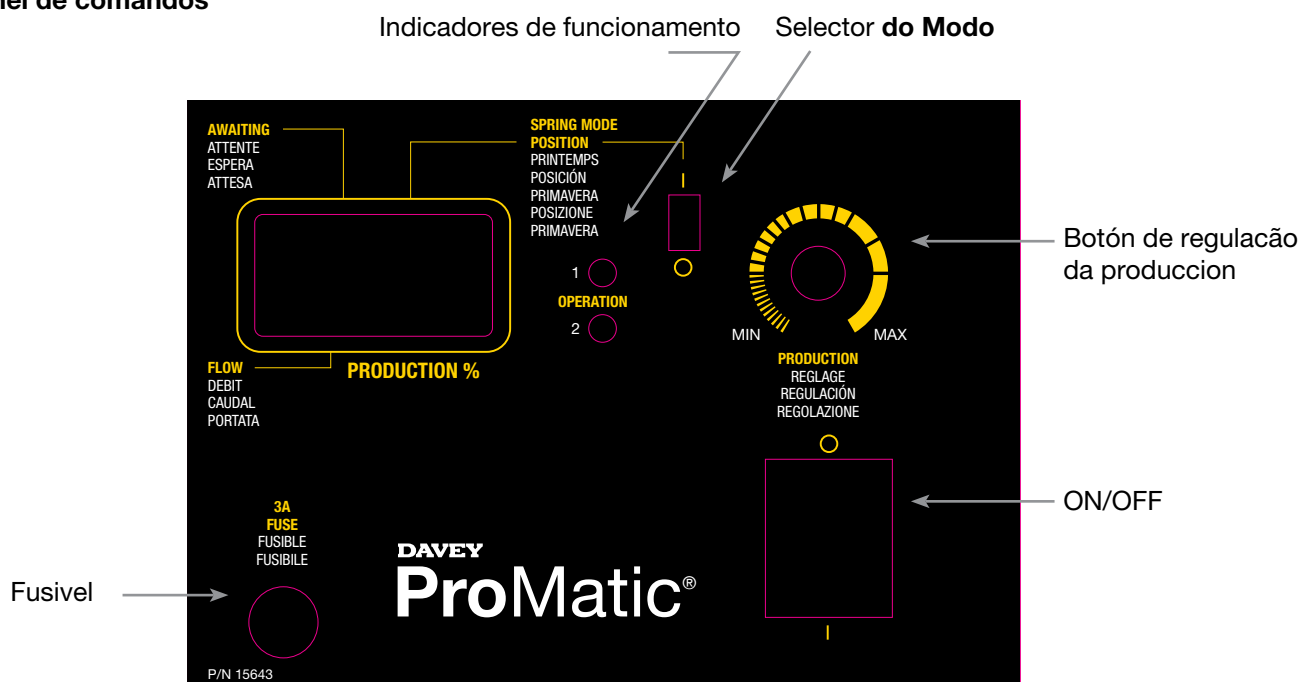 nel de comandos
Indicadores de funcionamento
Selector do Modo
AWAITING
ATTENTE
ESPERA
ATTESA
SPRING MODE
POSITION
PRINTEMPS
POSICIÓN
PRIMAVERA
POSIZIONE
PRIMAVERA
I
1
OPERATION
2
MIN
MAX
PRODUCTION
REGLAGE
REGULACIÓN
REGOLAZIONE
Botón de regulacão
da produccion
FLOW
DEBIT
CAUDAL
PORTATA
PRODUCTION %
ON/OFF
I
3A
FUSE
FUSIBLE
FUSIBILE
Fusivel
DAVEY
ProMatic®
P/N 15643